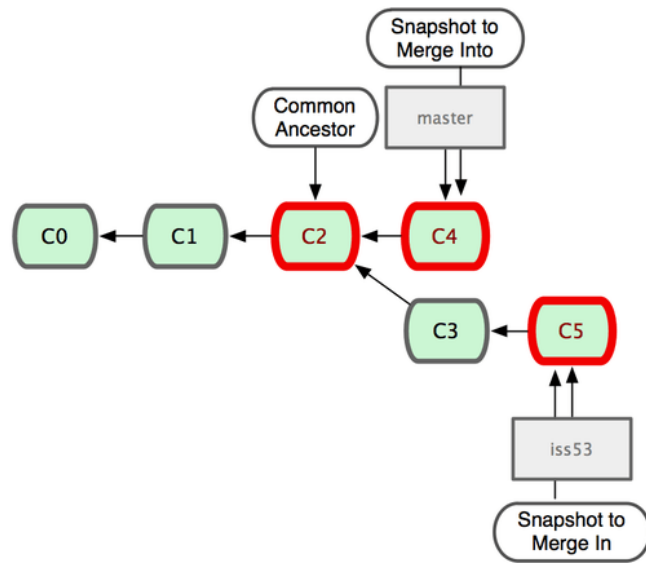 Snapshot to
Merge Into
Common
Ancestor
master
C0
C1
C2
C4
C3
C5
iss53
Snapshot to
Merge In